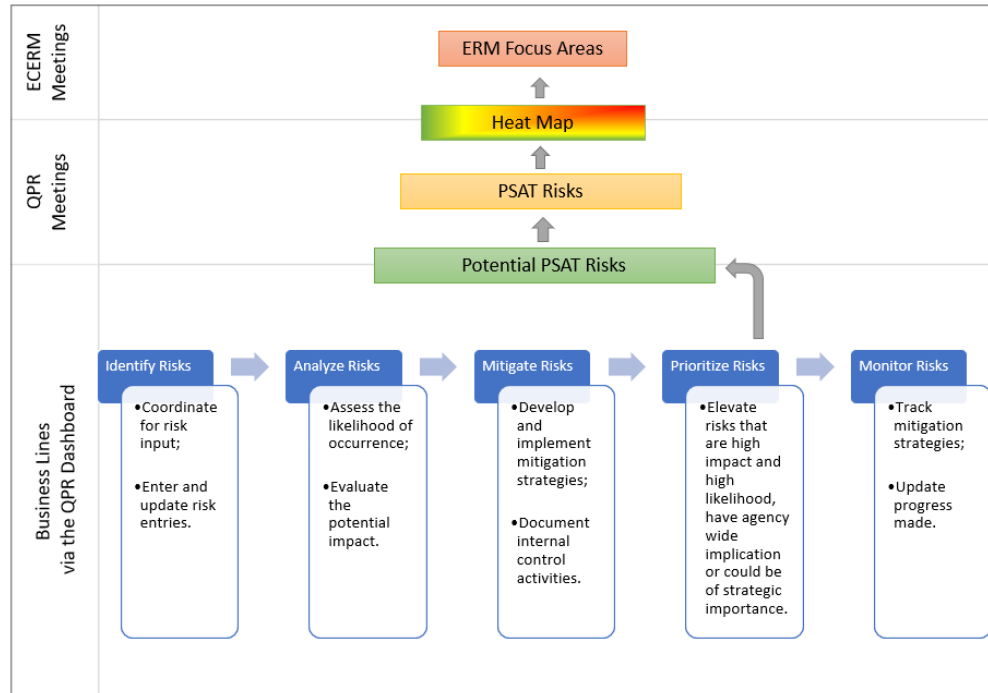 ECERM
Meetings
ERM Focus Areas
Heat Map
QPR
Meetings
PSAT Risks
Potential PSAT Risks
Business Lines
via the QPR Dashboard
Identify Risks
•Coordinate
for risk
input;
•Enter and
update risk
entries.
Analyze Risks
•Assess the
likelihood of
occurrence;
•Evaluate
the
potential
impact.
Mitigate Risks
•Develop
and
implement
mitigation
strategies;
•Document
internal
control
activities.
Prioritize Risks
•Elevate
risks that
are high
impact and
high
likelihood,
have agency
wide
implication
or could be
of strategic
importance.
Monitor Risks
•Track
mitigation
strategies;
•Update
progress
made.